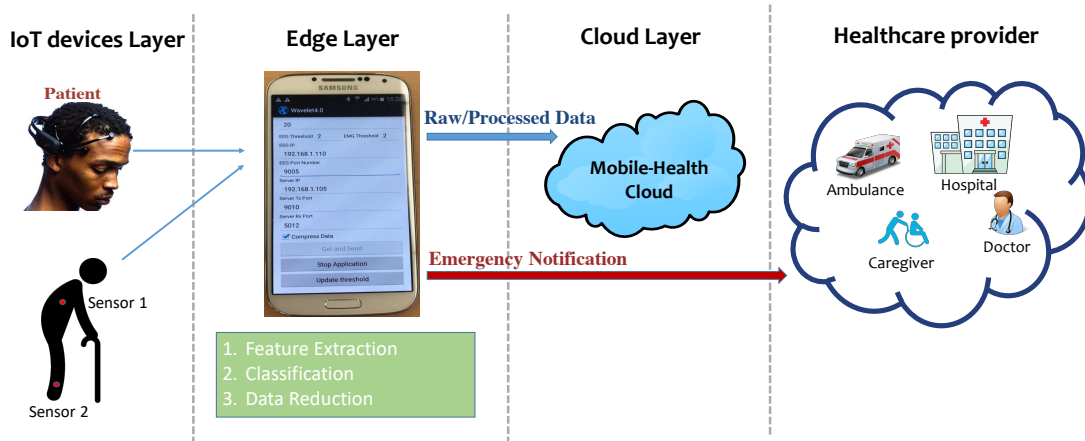 IoT devices Layer
Edge Layer
Cloud Layer
Healthcare provider
Patient
SAMSUNG
Wavelet4.0
20
EEG Threshold 2 EMG Threshold 2
EEG IP
192.168.1.110
EEG Port Number
9005
Server IP
192.168.1.105
Server Tx Port
9010
Server Rx Port
5012
Compress Data
Get and Send
Stop Application
Update threshold
Raw/Processed Data
Mobile-Health
Cloud
Emergency Notification
Ambulance
Hospital
Caregiver
Doctor
Sensor 1
Sensor 2
1. Feature Extraction
2. Classification
3. Data Reduction